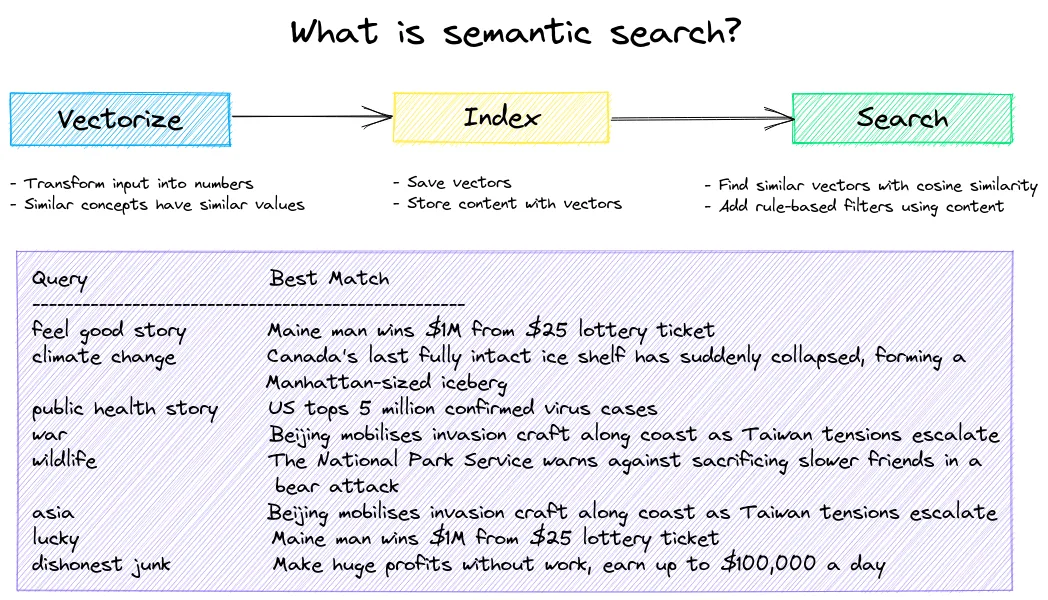 What is semantic search?
Vectorize
Index
Search
- Transform input into numbers
- Similar concepts have similar values
- Save vectors
- Store content with vectors
- Find similar vectors with cosine similarity
- Add rule-based filters using content
Query Best Match
----------------------------------------------------
feel good story Maine man wins $1M from $25 lottery ticket
climate change Canada's last fully intact ice shelf has suddenly collapsed, forming a
Manhattan-sized iceberg
public health story US tops 5 million confirmed virus cases
war Beijing mobilises invasion craft along coast as Taiwan tensions escalate
wildlife The National Park Service warns against sacrificing slower friends in a
bear attack
asia Beijing mobilises invasion craft along coast as Taiwan tensions escalate
lucky Maine man wins $1M from $25 lottery ticket
dishonest junk Make huge profits without work, earn up to $100,000 a day